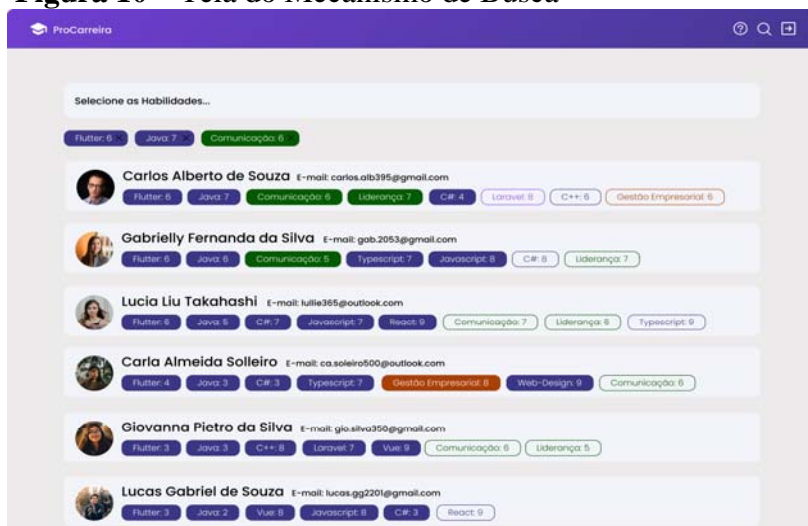 Figura 10 – Tela do Mecanismo de Busca
ProCarreira
Selecione as Habilidades...
Flutter: 6 × Java: 7 × Comunicação: 6 ×
Carlos Alberto de Souza E-mail: carlos.alb395@gmail.com
Flutter: 6 Java: 7 Comunicação: 6 Liderança: 7 C#: 4 Laravel: 8 C++: 6 Gestão Empresarial: 6
Gabrielly Fernanda da Silva E-mail: gab.2053@gmail.com
Flutter: 6 Java: 6 Comunicação: 5 Typescript: 7 Javascript: 8 C#: 8 Liderança: 7
Lucia Liu Takahashi E-mail: lullie365@outlook.com
Flutter: 6 Java: 5 C#: 7 Javascript: 7 React: 9 Comunicação: 7 Liderança: 8 Typescript: 9
Carla Almeida Solleiro E-mail: ca.soleiro500@outlook.com
Flutter: 4 Java: 3 C#: 3 Typescript: 7 Gestão Empresarial: 8 Web-Design: 9 Comunicação: 6
Giovanna Pietro da Silva E-mail: gio.silva350@gmail.com
Flutter: 3 Java: 3 C++: 8 Laravel: 7 Vue: 9 Comunicação: 6 Liderança: 5
Lucas Gabriel de Souza E-mail: lucas.gg2201@gmail.com
Flutter: 3 Java: 2 Vue: 8 Javascript: 8 C#: 3 React: 9